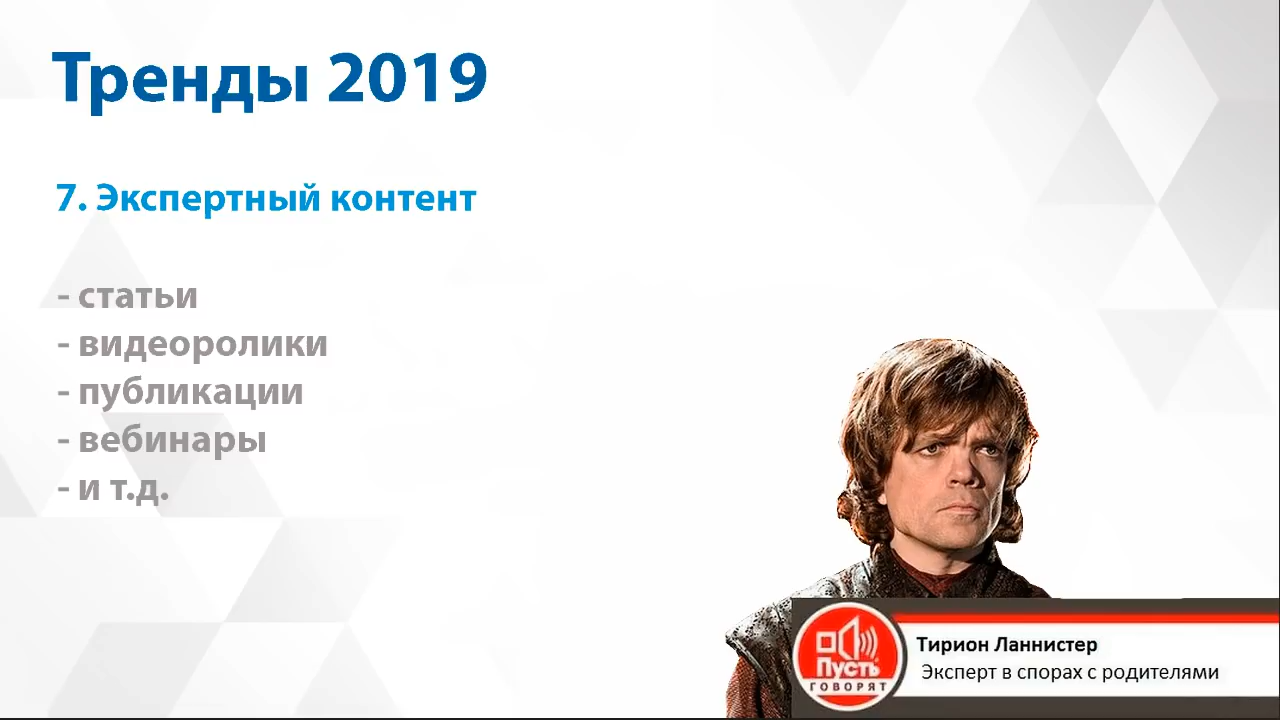 Тренды 2019
7. Экспертный контент
- статьи
- видеоролики
- публикации
- вебинары
- и т.д.
Пусть
ГОВОРЯТ
Тирион Ланнистер
Эксперт в спорах с родителями